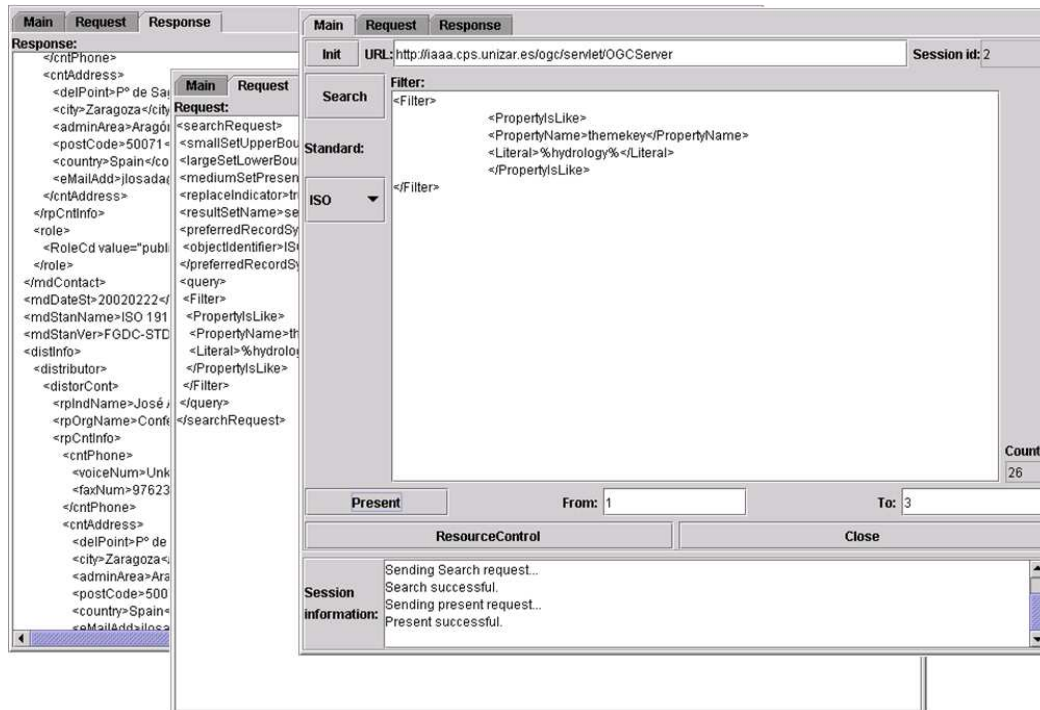 Main Request Response
Response:
</cntPhone>
<cntAddress>
<delPoint>Pº de Sag
<city>Zaragoza</city
<adminArea>Aragón
<postCode>50071<
<country>Spain</co
<eMailAdd>jlosada@
</cntAddress>
</rpCntInfo>
<role>
<RoleCd value="publi
</role>
</mdContact>
<mdDateSt>20020222</
<mdStanName>ISO 191
<mdStanVer>FGDC-STD
<distInfo>
<distributor>
<distorCont>
<rpIndName>José A
<rpOrgName>Confe
<rpCntInfo>
<cntPhone>
<voiceNum>Unk
<faxNum>97623
</cntPhone>
<cntAddress>
<delPoint>Pº de
<city>Zaragoza<
<adminArea>Ara
<postCode>500
<country>Spain<
<eMailAdd>jlosa
Main Request
Request:
<searchRequest>
<smallSetUpperBou
<largeSetLowerBou
<mediumSetPresen
<replaceIndicator>tr
<resultSetName>se
<preferredRecordSy
<objectIdentifier>ISO
</preferredRecordSy
<query>
<Filter>
<PropertyIsLike>
<PropertyName>th
<Literal>%hydrolog
</PropertyIsLike>
</Filter>
</query>
</searchRequest>
Main Request Response
Init URL: http://iaaa.cps.unizar.es/ogc/servlet/OGCServer Session id: 2
Search
Filter:
<Filter>
<PropertyIsLike>
<PropertyName>themekey</PropertyName>
<Literal>%hydrology%</Literal>
</PropertyIsLike>
</Filter>
Standard:
ISO
Count
26
Present From: 1 To: 3
ResourceControl Close
Session information:
Sending Search request...
Search successful.
Sending present request...
Present successful.